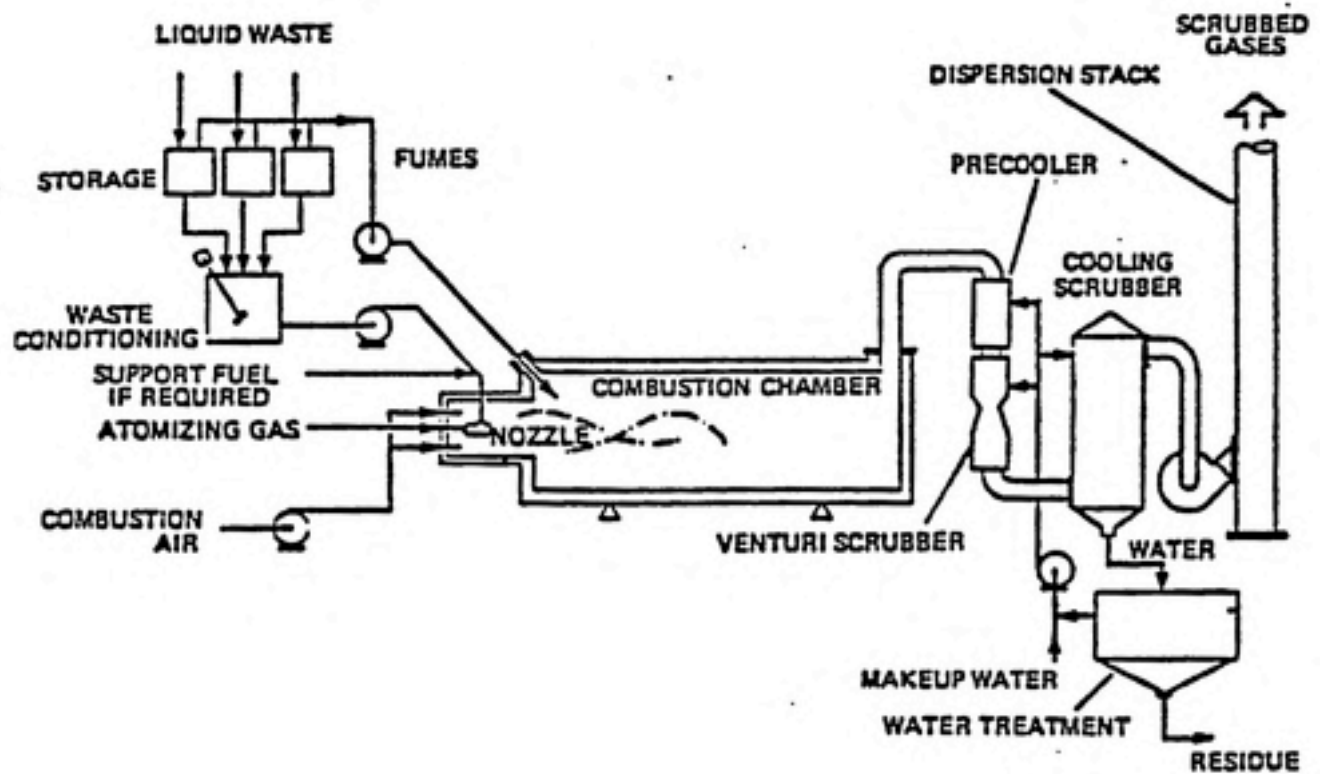 LIQUID WASTE
SCRUBBED
GASES
DISPERSION STACK
FUMES
PRECOOLER
STORAGE
COOLING
SCRUBBER
WASTE
CONDITIONING
SUPPORT FUEL
IF REQUIRED
COMBUSTION CHAMBER
ATOMIZING GAS
NOZZLE
COMBUSTION
AIR
VENTURI SCRUBBER
WATER
MAKEUP WATER
WATER TREATMENT
RESIDUE